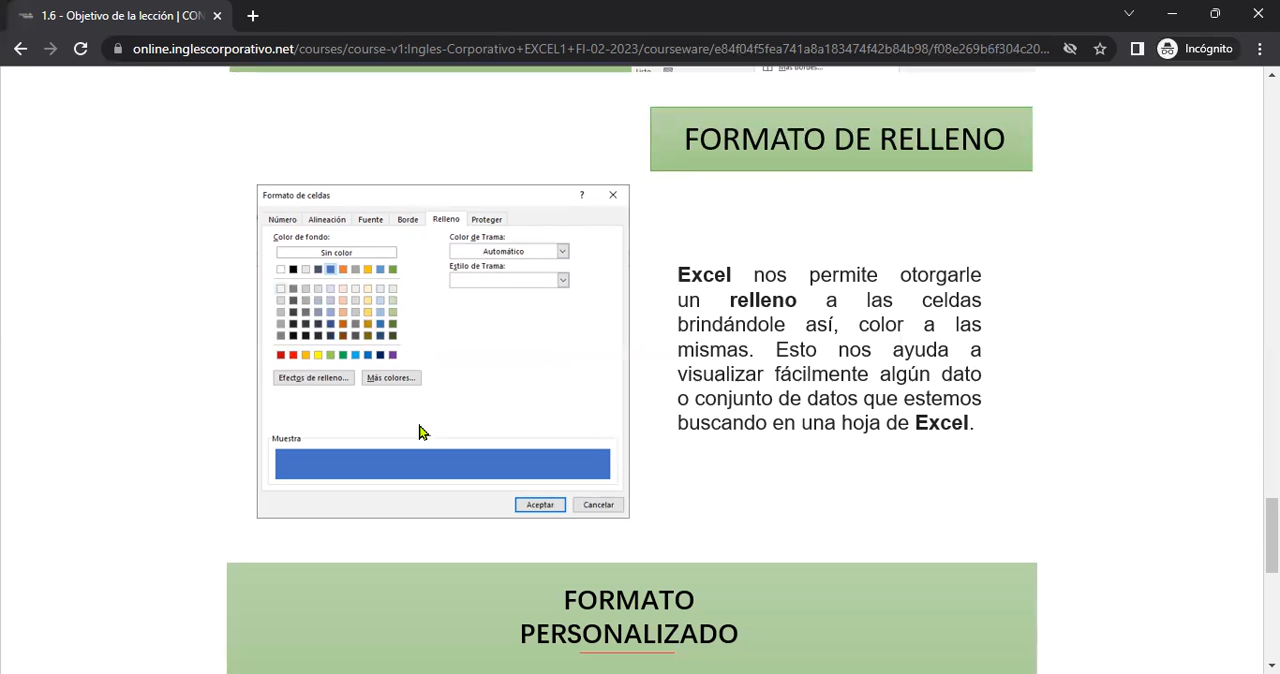 1.6 - Objetivo de la lección | CON
online.inglescorporativo.net/courses/course-v1:Ingles-Corporativo+EXCEL1+FI-02-2023/courseware/e84f04f5fea741a8a183474f42b84b98/f08e269b6f304c20...
Incógnito
Más bordes...
FORMATO DE RELLENO
Formato de celdas
?
Número Alineación Fuente Borde Relleno Proteger
Color de fondo:
Sin color
Color de Trama:
Automático
Estilo de Trama:
Efectos de relleno... Más colores...
Muestra
Aceptar Cancelar
Excel nos permite otorgarle
un relleno a las celdas
brindándole así, color a las
mismas. Esto nos ayuda a
visualizar fácilmente algún dato
o conjunto de datos que estemos
buscando en una hoja de Excel.
FORMATO
PERSONALIZADO